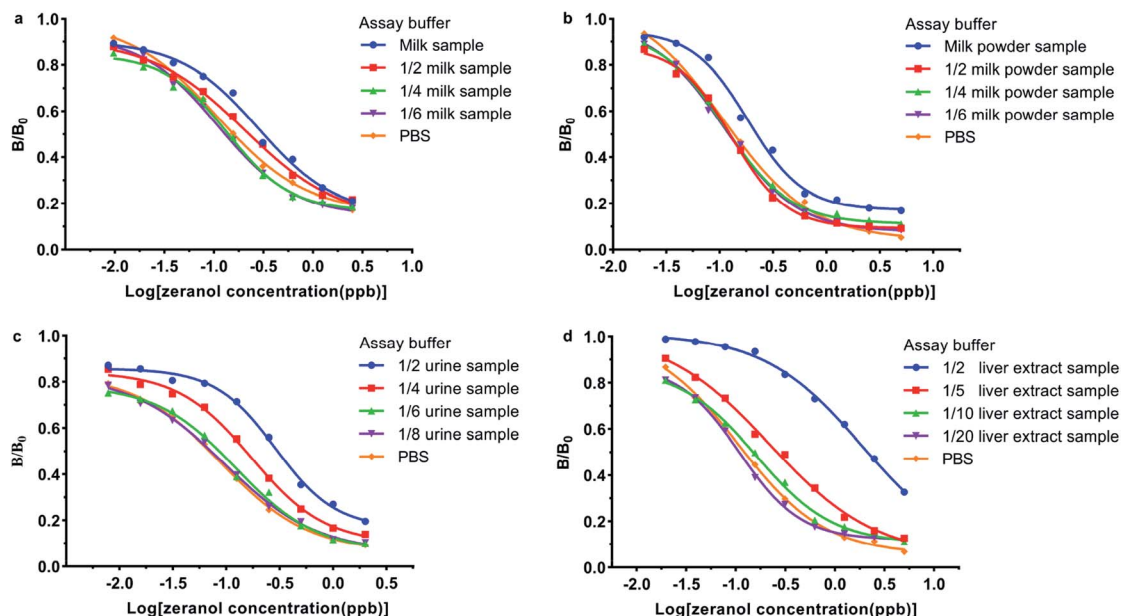 a
Assay buffer
Milk sample
1/2 milk sample
1/4 milk sample
1/6 milk sample
PBS
B/B0
1.0
0.8
0.6
0.4
0.2
0.0
-2.0 -1.5 -1.0 -0.5 0.0 0.5 1.0
Log[zeranol concentration(ppb)]
b
Assay buffer
Milk powder sample
1/2 milk powder sample
1/4 milk powder sample
1/6 milk powder sample
PBS
B/B0
1.0
0.8
0.6
0.4
0.2
0.0
-2.0 -1.5 -1.0 -0.5 0.0 0.5 1.0
Log[zeranol concentration(ppb)]
c
Assay buffer
1/2 urine sample
1/4 urine sample
1/6 urine sample
1/8 urine sample
PBS
B/B0
1.0
0.8
0.6
0.4
0.2
0.0
-2.0 -1.5 -1.0 -0.5 0.0 0.5 1.0
Log[zeranol concentration(ppb)]
d
Assay buffer
1/2 liver extract sample
1/5 liver extract sample
1/10 liver extract sample
1/20 liver extract sample
PBS
B/B0
1.0
0.8
0.6
0.4
0.2
0.0
-2.0 -1.5 -1.0 -0.5 0.0 0.5 1.0
Log[zeranol concentration(ppb)]